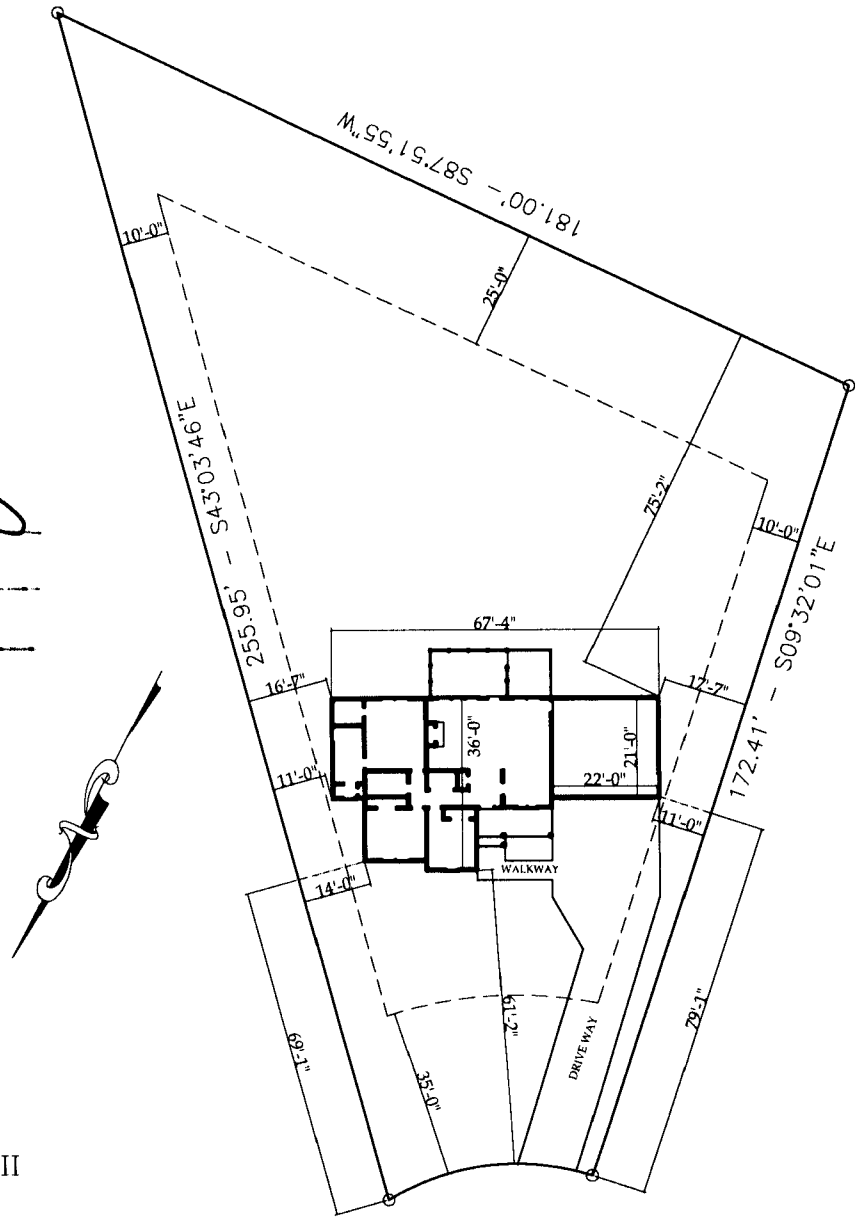 181.00' - S87°51'55"W
10'-0"
25'-0"
255.95' - S43°03'46"E
75'-2"
10'-0"
172.41' - S09°32'01"E
67'-4"
16'-7"
17'-7"
36'-0"
21'-0"
22'-0"
11'-0"
11'-0"
WALKWAY
14'-0"
61'-2"
69'-1"
35'-0"
DRIVEWAY
79'-1"
N
II